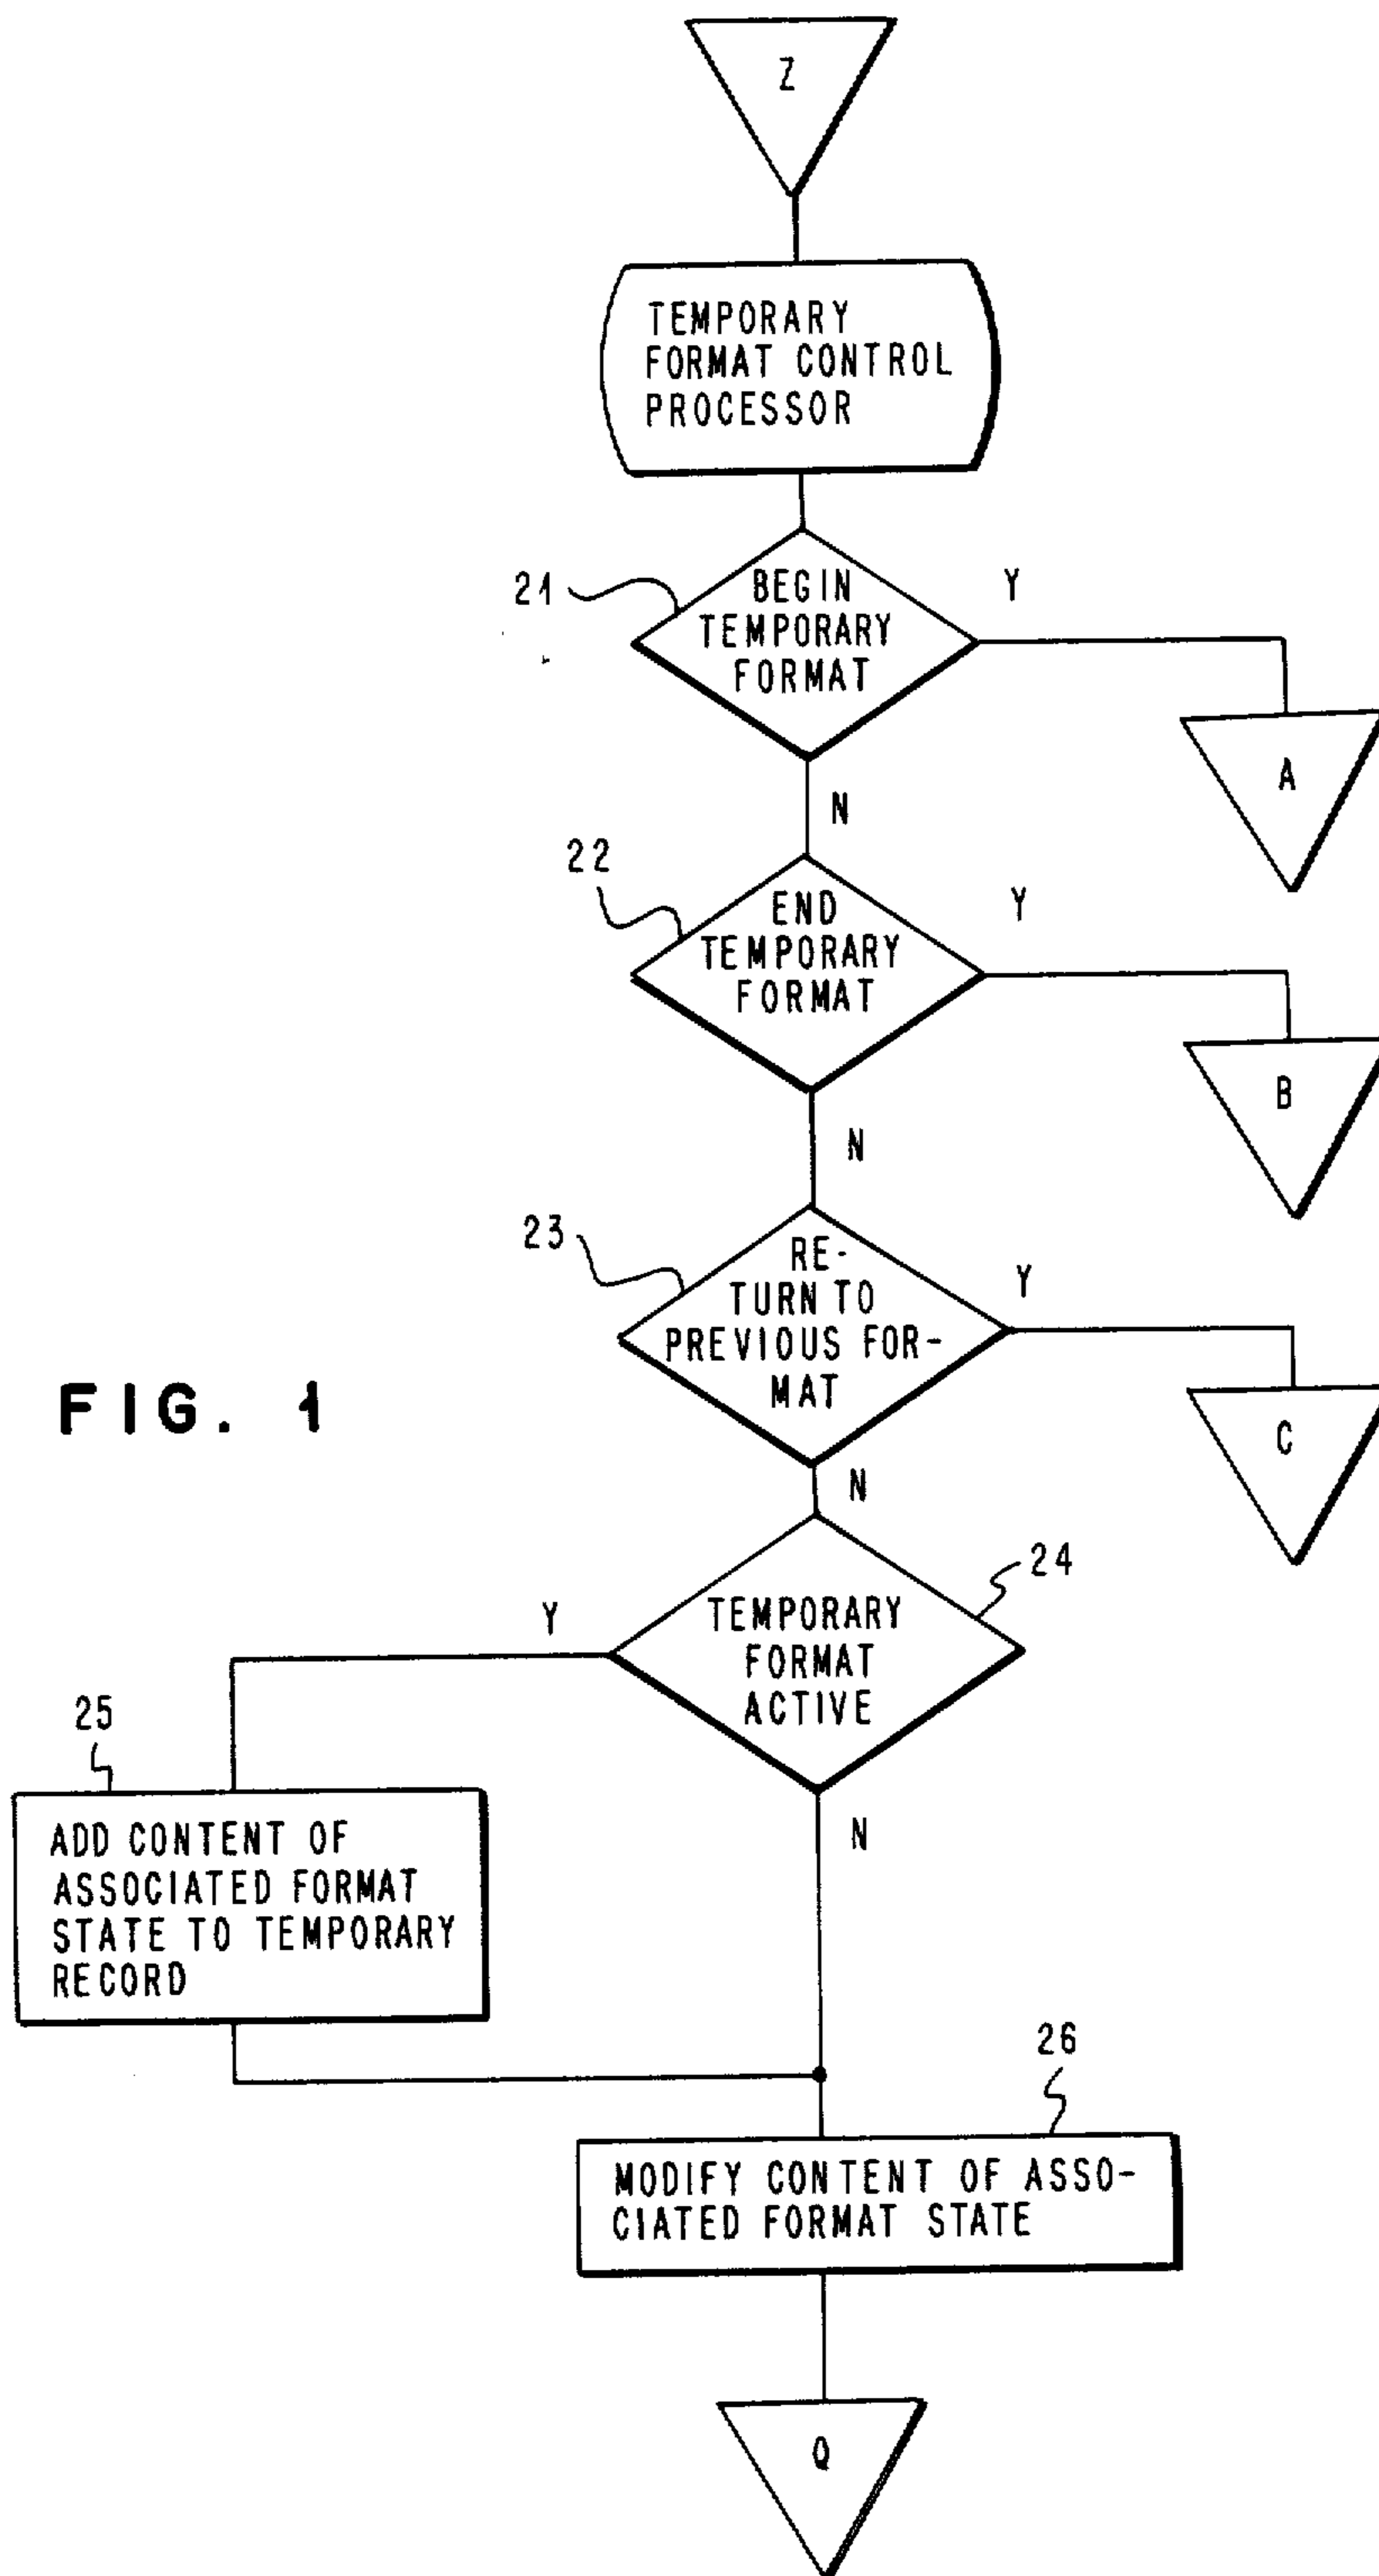 Z
TEMPORARY
FORMAT CONTROL
PROCESSOR
21
BEGIN
TEMPORARY
FORMAT
Y
A
N
22
END
TEMPORARY
FORMAT
Y
B
N
23
RE-
TURN TO
PREVIOUS FOR-
MAT
Y
C
FIG. 1
N
24
TEMPORARY
FORMAT
ACTIVE
Y
N
25
ADD CONTENT OF
ASSOCIATED FORMAT
STATE TO TEMPORARY
RECORD
26
MODIFY CONTENT OF ASSO-
CIATED FORMAT STATE
Q